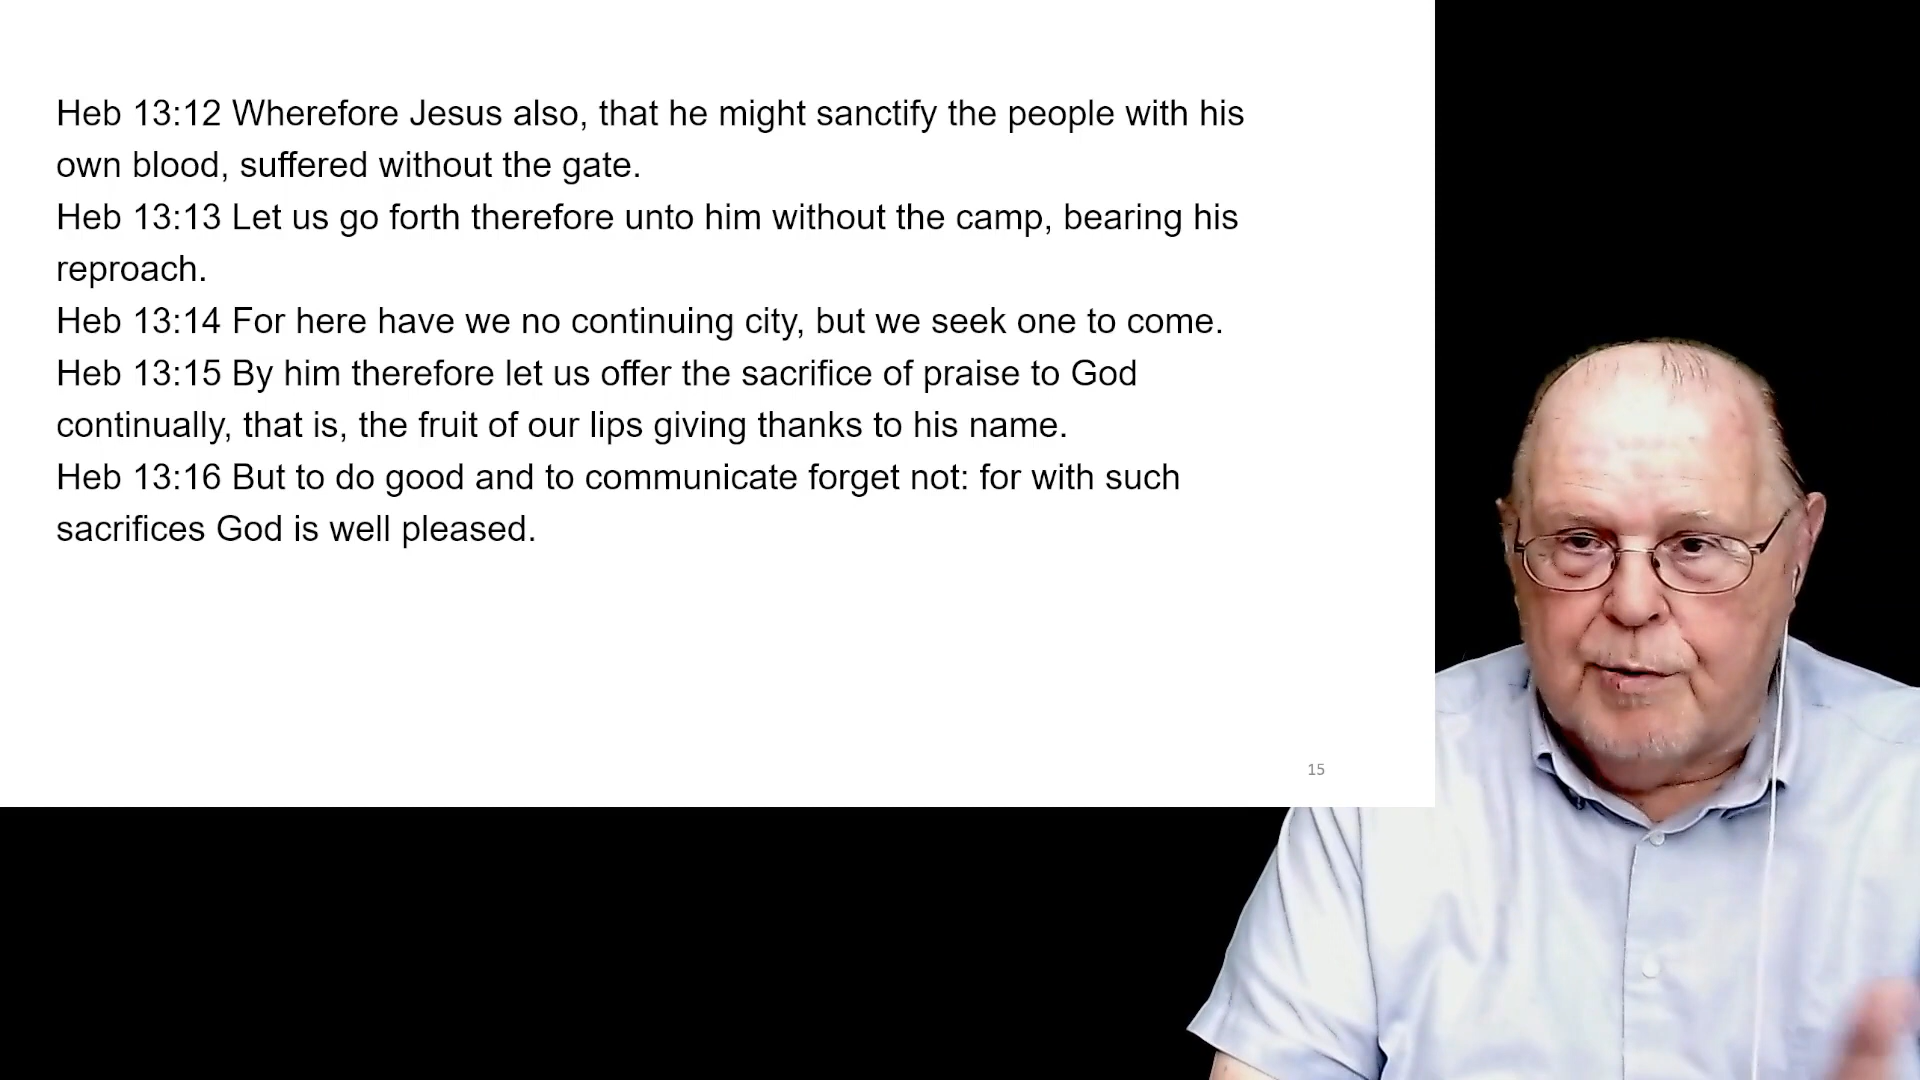 Heb 13:12 Wherefore Jesus also, that he might sanctify the people with his
own blood, suffered without the gate.
Heb 13:13 Let us go forth therefore unto him without the camp, bearing his
reproach.
Heb 13:14 For here have we no continuing city, but we seek one to come.
Heb 13:15 By him therefore let us offer the sacrifice of praise to God
continually, that is, the fruit of our lips giving thanks to his name.
Heb 13:16 But to do good and to communicate forget not: for with such
sacrifices God is well pleased.
15